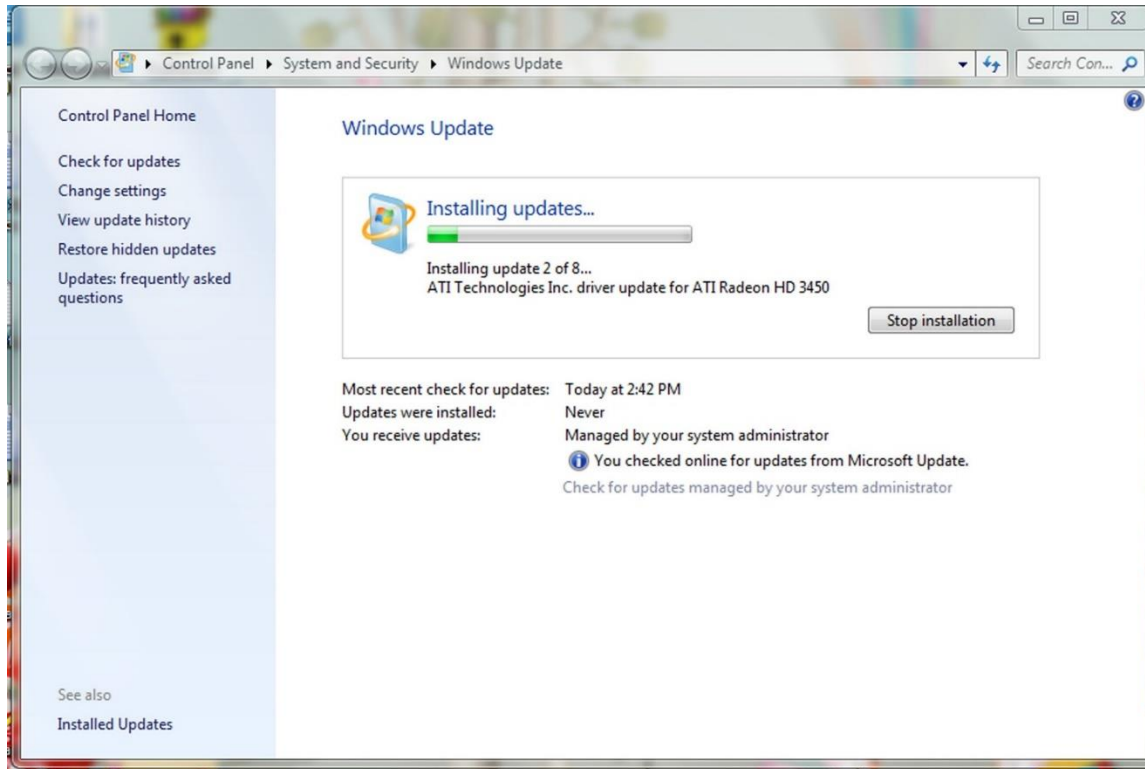 Control Panel ▸ System and Security ▸ Windows Update
Search Con...
Control Panel Home
Check for updates
Change settings
View update history
Restore hidden updates
Updates: frequently asked
questions
Windows Update
Installing updates...
Installing update 2 of 8...
ATI Technologies Inc. driver update for ATI Radeon HD 3450
Stop installation
Most recent check for updates: Today at 2:42 PM
Updates were installed: Never
You receive updates: Managed by your system administrator
You checked online for updates from Microsoft Update.
Check for updates managed by your system administrator
See also
Installed Updates